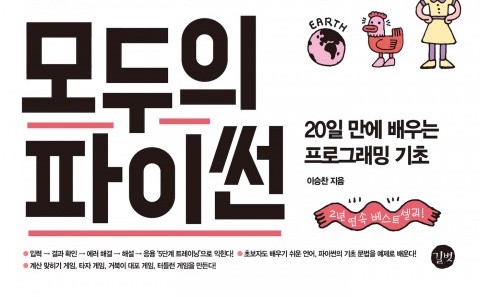 EARTH
모두의
파이썬
20일 만에 배우는
프로그래밍 기초
이승찬 지음
2년 연속 베스트셀러!
길벗
● 입력 → 결과 확인 → 에러 해결 → 해설 → 응용 '5단계 트레이닝'으로 익힌다! ● 초보자도 배우기 쉬운 언어, 파이썬의 기초 문법을 예제로 배운다!
● 계산 맞히기 게임, 타자 게임, 거북이 대포 게임, 터틀런 게임을 만든다!